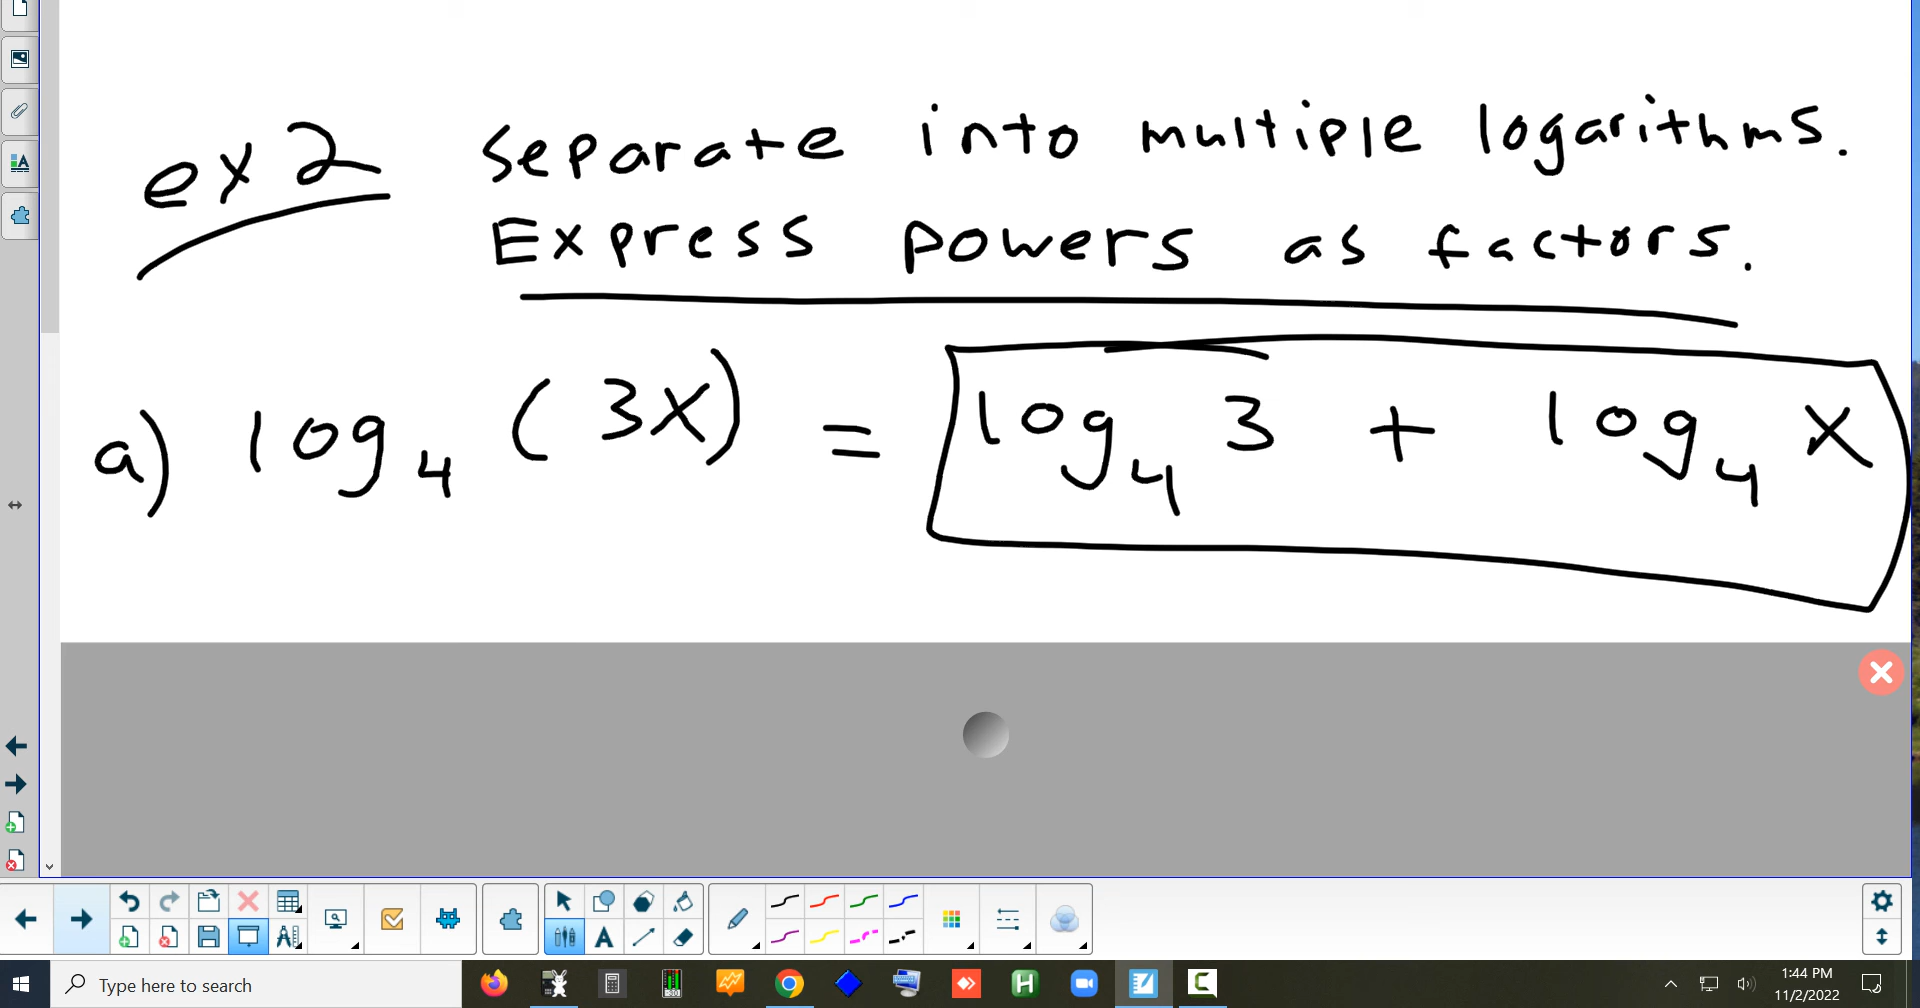 ex 2 Separate into multiple logarithms.
Express powers as factors.
a) log₄ (3x) = log₄ 3 + log₄ x
Type here to search
1:44 PM
11/2/2022